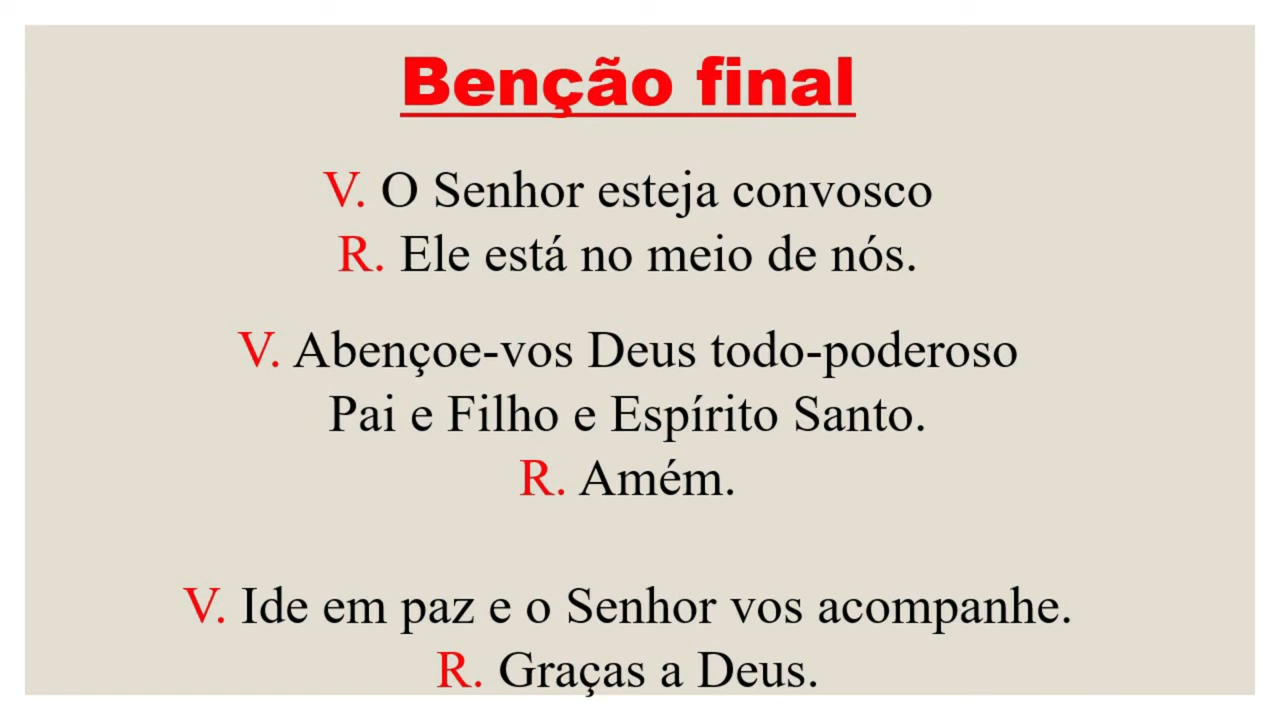 Benção final
V. O Senhor esteja convosco
R. Ele está no meio de nós.
V. Abençoe-vos Deus todo-poderoso
Pai e Filho e Espírito Santo.
R. Amém.
V. Ide em paz e o Senhor vos acompanhe.
R. Graças a Deus.